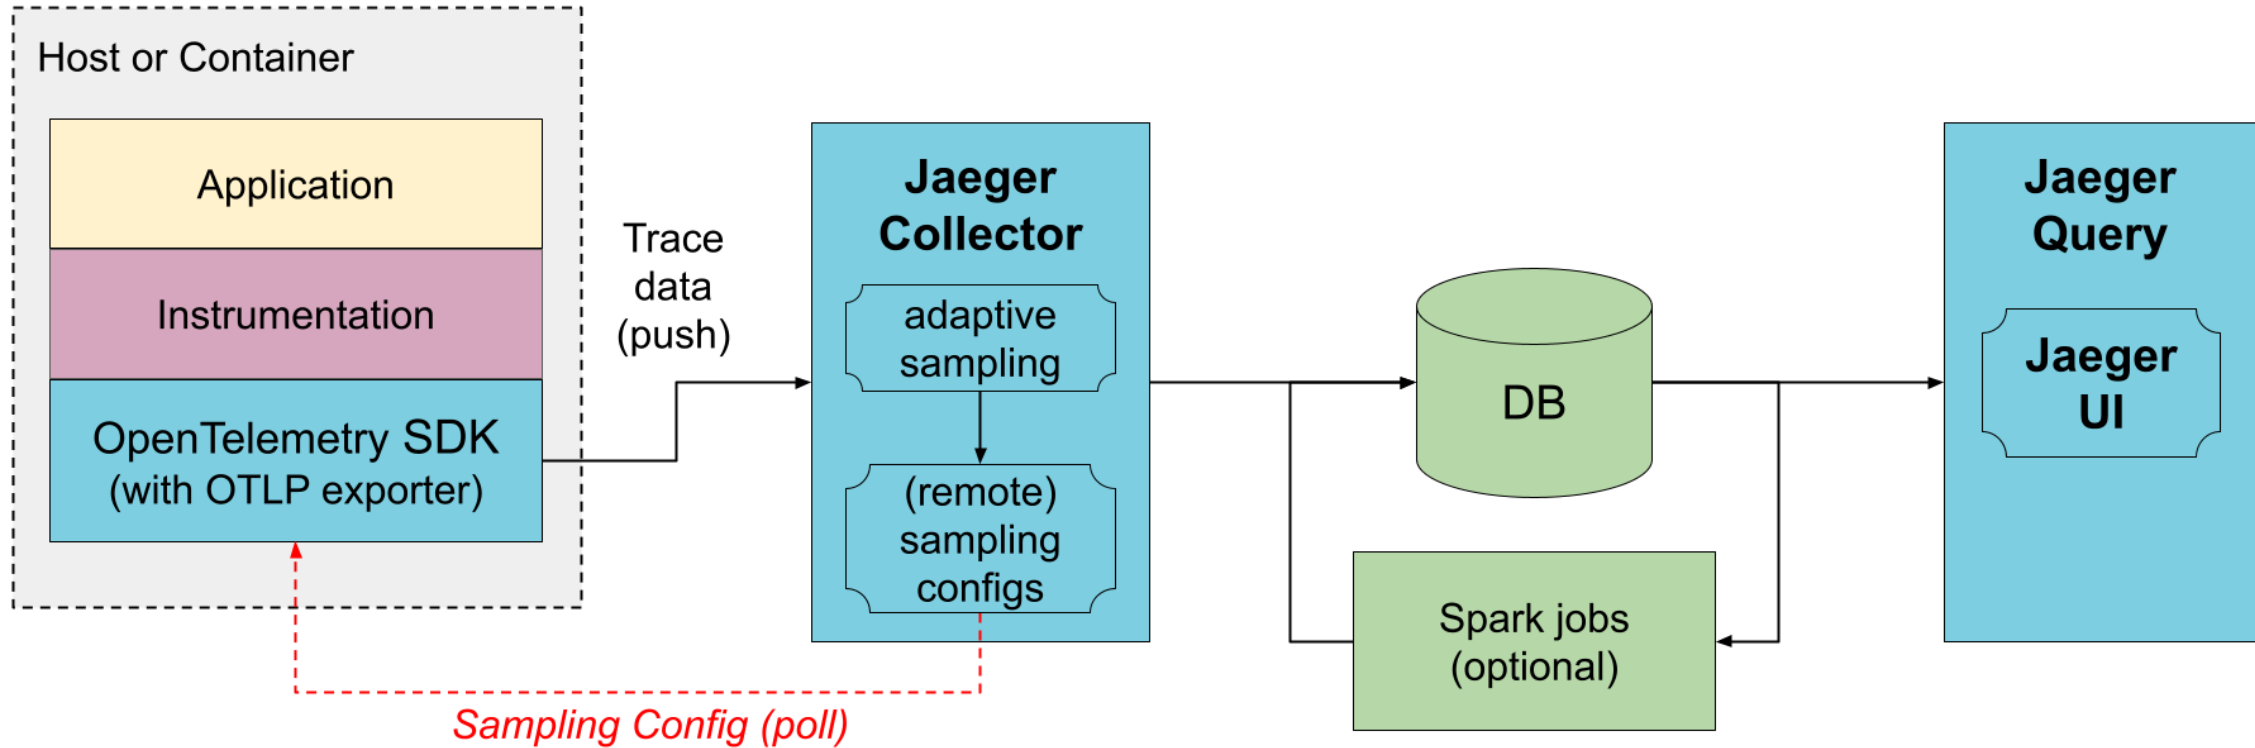 Host or Container
Application
Instrumentation
OpenTelemetry SDK
(with OTLP exporter)
Trace
data
(push)
Jaeger
Collector
adaptive
sampling
(remote)
sampling
configs
Sampling Config (poll)
DB
Spark jobs
(optional)
Jaeger
Query
Jaeger
UI